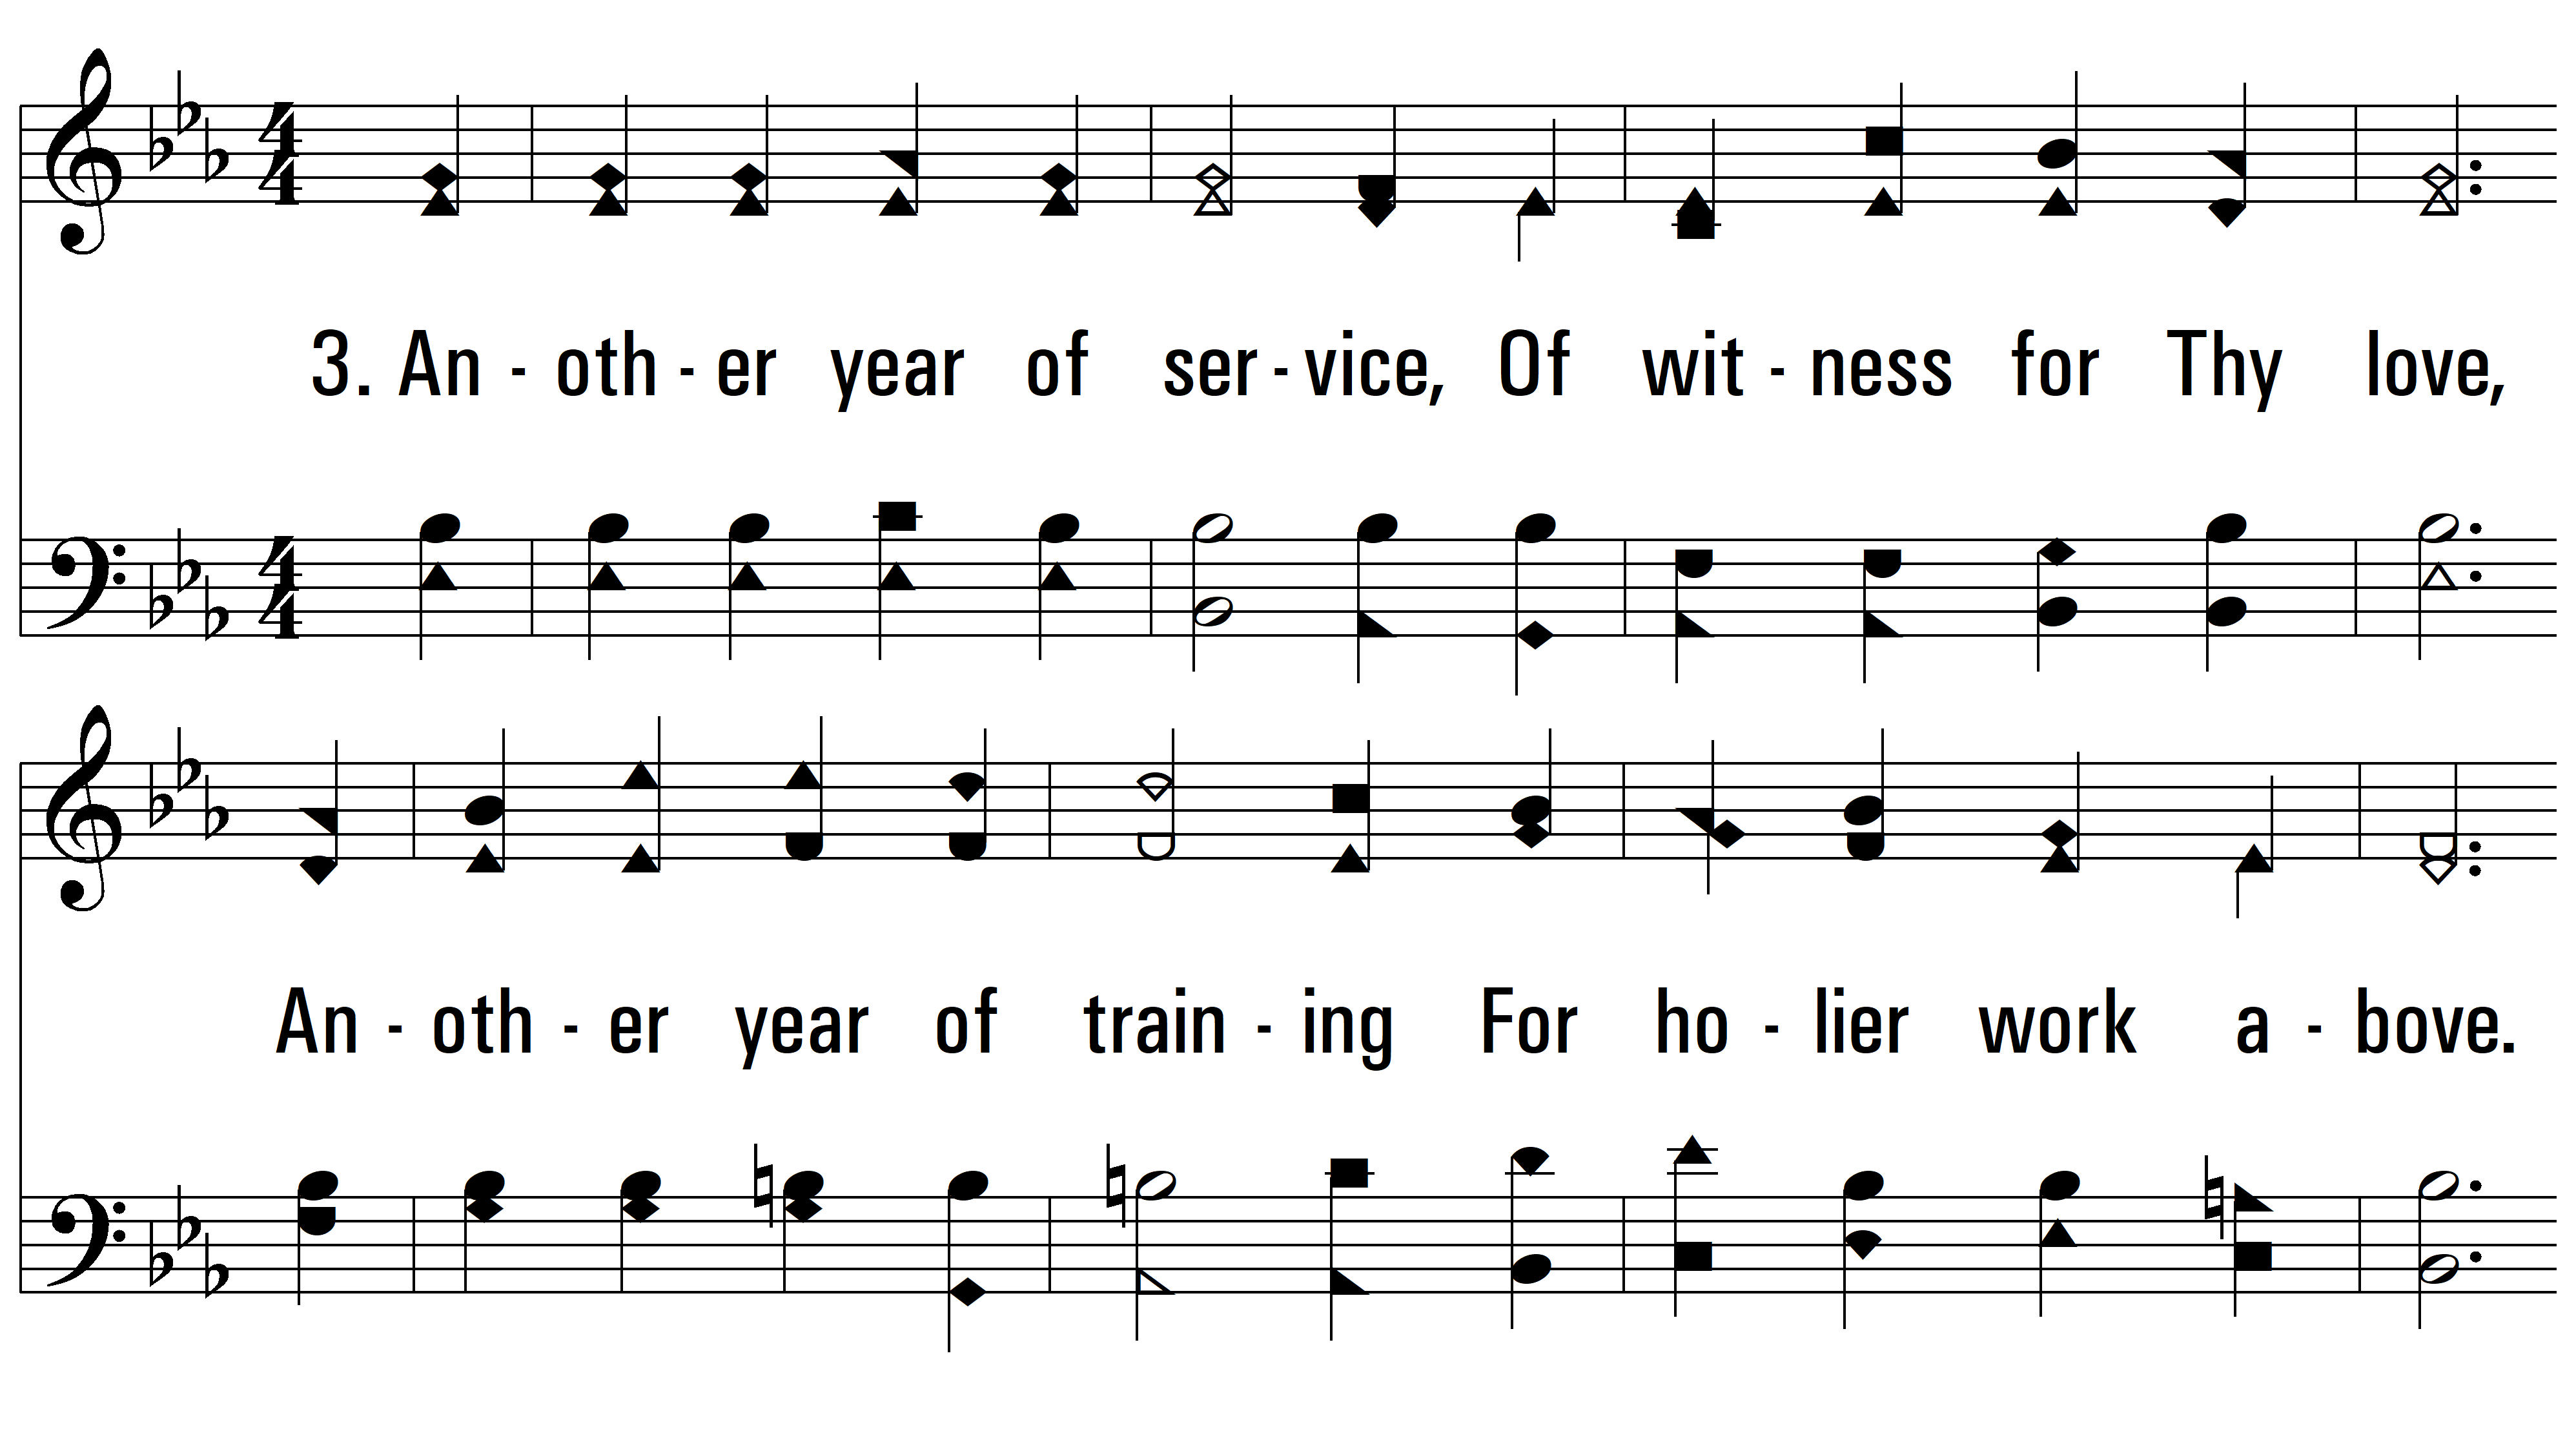 3. An - oth - er year of ser - vice, Of wit - ness for Thy love,
An - oth - er year of train - ing For ho - lier work a - bove.